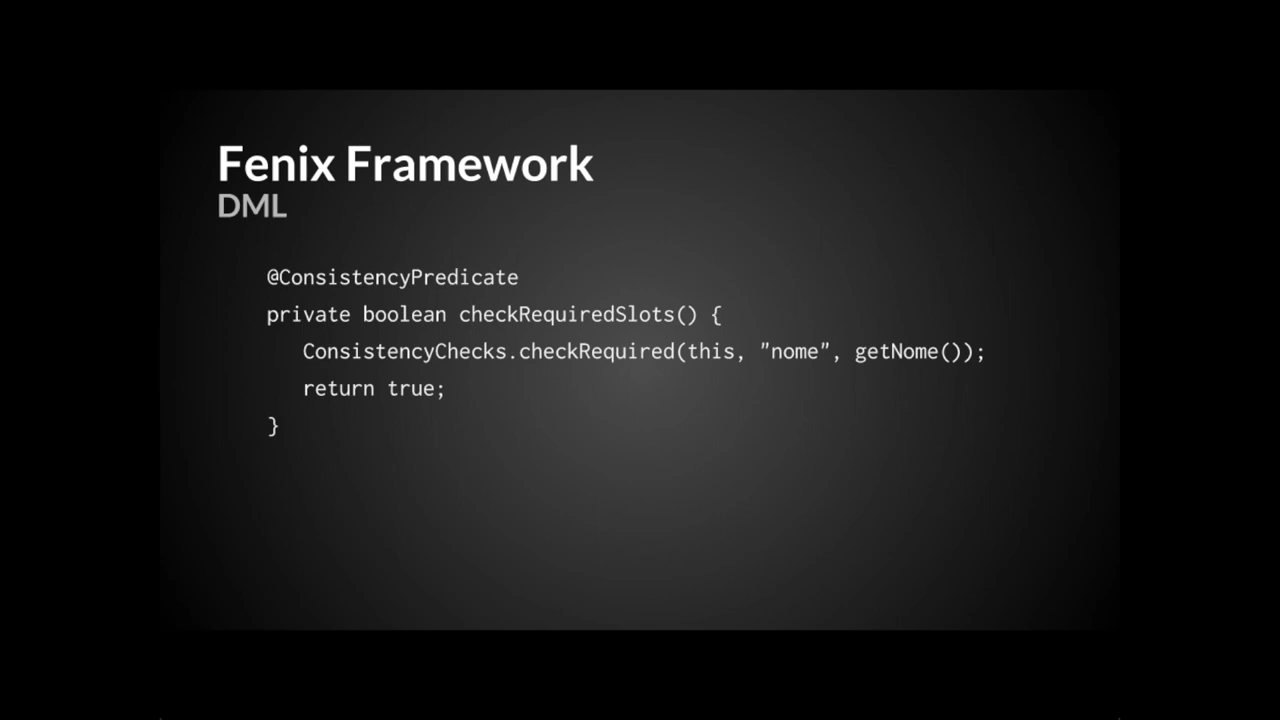 Fenix Framework
DML
@ConsistencyPredicate
private boolean checkRequiredSlots() {
ConsistencyChecks.checkRequired(this, "nome", getNome());
return true;
}